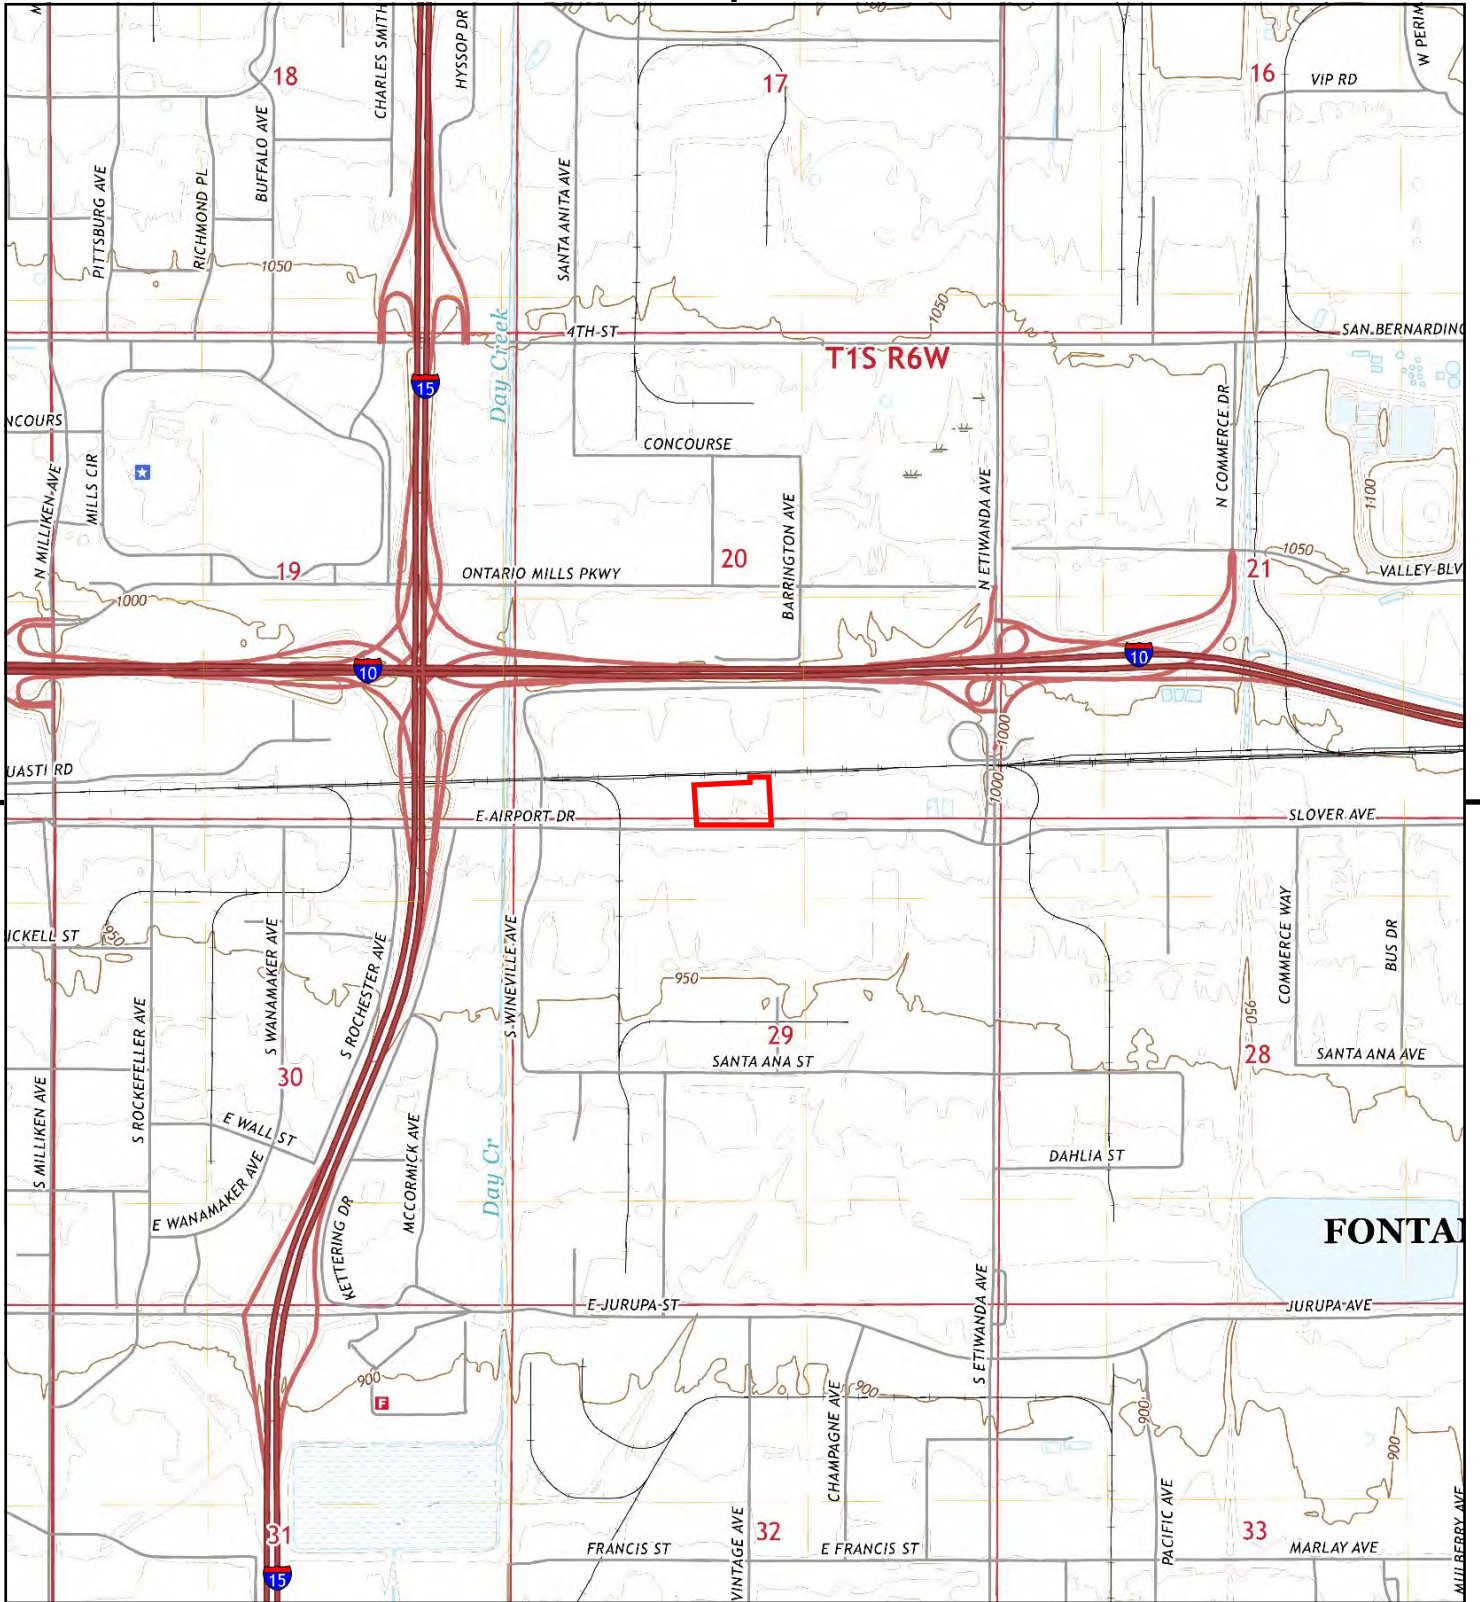 CHARLES SMITH
HYSSOP DR
W PERIM
18
17
16
VIP RD
BUFFALO AVE
PITTSBURG AVE
RICHMOND PL
SANTA ANITA AVE
1050
1050
4TH ST
SAN BERNARDINO
T1S R6W
Day Creek
15
NCOURS
CONCOURSE
N COMMERCE DR
MILLS CIR
N MILLIKEN AVE
N ETIWANDA AVE
1100
BARRINGTON AVE
20
19
ONTARIO MILLS PKWY
1050
21
VALLEY BLV
1000
10
10
1000
UASTI RD
1000
E AIRPORT DR
SLOVER AVE
ICKELL ST
950
S WANAMAKER AVE
S ROCHESTER AVE
S WINEVILLE AVE
COMMERCE WAY
BUS DR
950
950
S ROCKEFELLER AVE
29
28
SANTA ANA ST
SANTA ANA AVE
30
S MILLIKEN AVE
E WALL ST
MCCORMICK AVE
Day Cr
DAHLIA ST
E WANAMAKER AVE
KETTERING DR
FONTA
S ETIWANDA AVE
E JURUPA ST
JURUPA AVE
900
F
CHAMPAGNE AVE
900
900
900
PACIFIC AVE
VINTAGE AVE
MULBERRY AVE
31
32
33
FRANCIS ST
E FRANCIS ST
MARLAY AVE
15